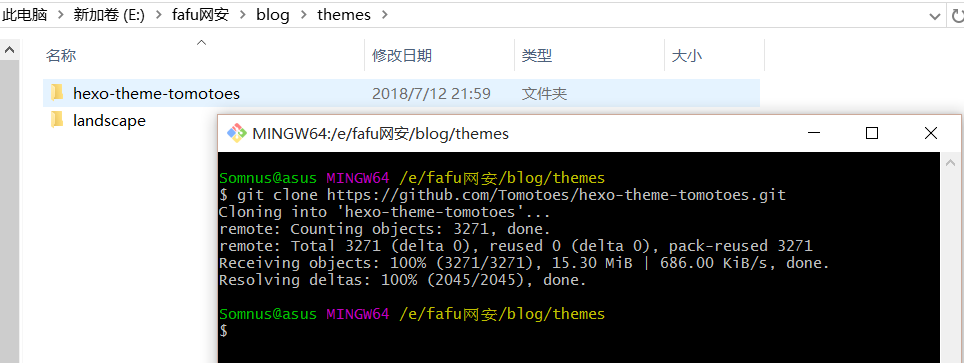 此电脑 > 新加卷 (E:) > fafu网安 > blog > themes >
名称 修改日期 类型 大小
hexo-theme-tomotoes 2018/7/12 21:59 文件夹
landscape
MINGW64:/e/fafu网安/blog/themes
Somnus@asus MINGW64 /e/fafu网安/blog/themes
$ git clone https://github.com/Tomotoes/hexo-theme-tomotoes.git
Cloning into 'hexo-theme-tomotoes'...
remote: Counting objects: 3271, done.
remote: Total 3271 (delta 0), reused 0 (delta 0), pack-reused 3271
Receiving objects: 100% (3271/3271), 15.30 MiB | 686.00 KiB/s, done.
Resolving deltas: 100% (2045/2045), done.
Somnus@asus MINGW64 /e/fafu网安/blog/themes
$